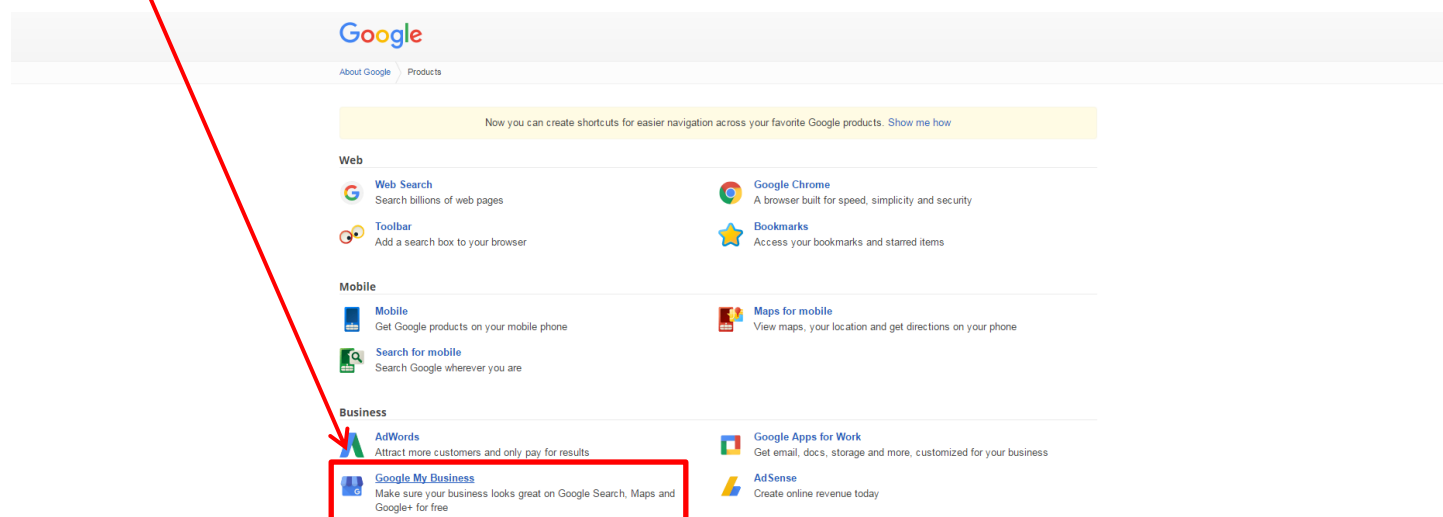 Google
About Google Products
Now you can create shortcuts for easier navigation across your favorite Google products. Show me how
Web
Web Search
Search billions of web pages
Google Chrome
A browser built for speed, simplicity and security
Toolbar
Add a search box to your browser
Bookmarks
Access your bookmarks and starred items
Mobile
Mobile
Get Google products on your mobile phone
Maps for mobile
View maps, your location and get directions on your phone
Search for mobile
Search Google wherever you are
Business
AdWords
Attract more customers and only pay for results
Google Apps for Work
Get email, docs, storage and more, customized for your business
Google My Business
Make sure your business looks great on Google Search, Maps and
Google+ for free
AdSense
Create online revenue today